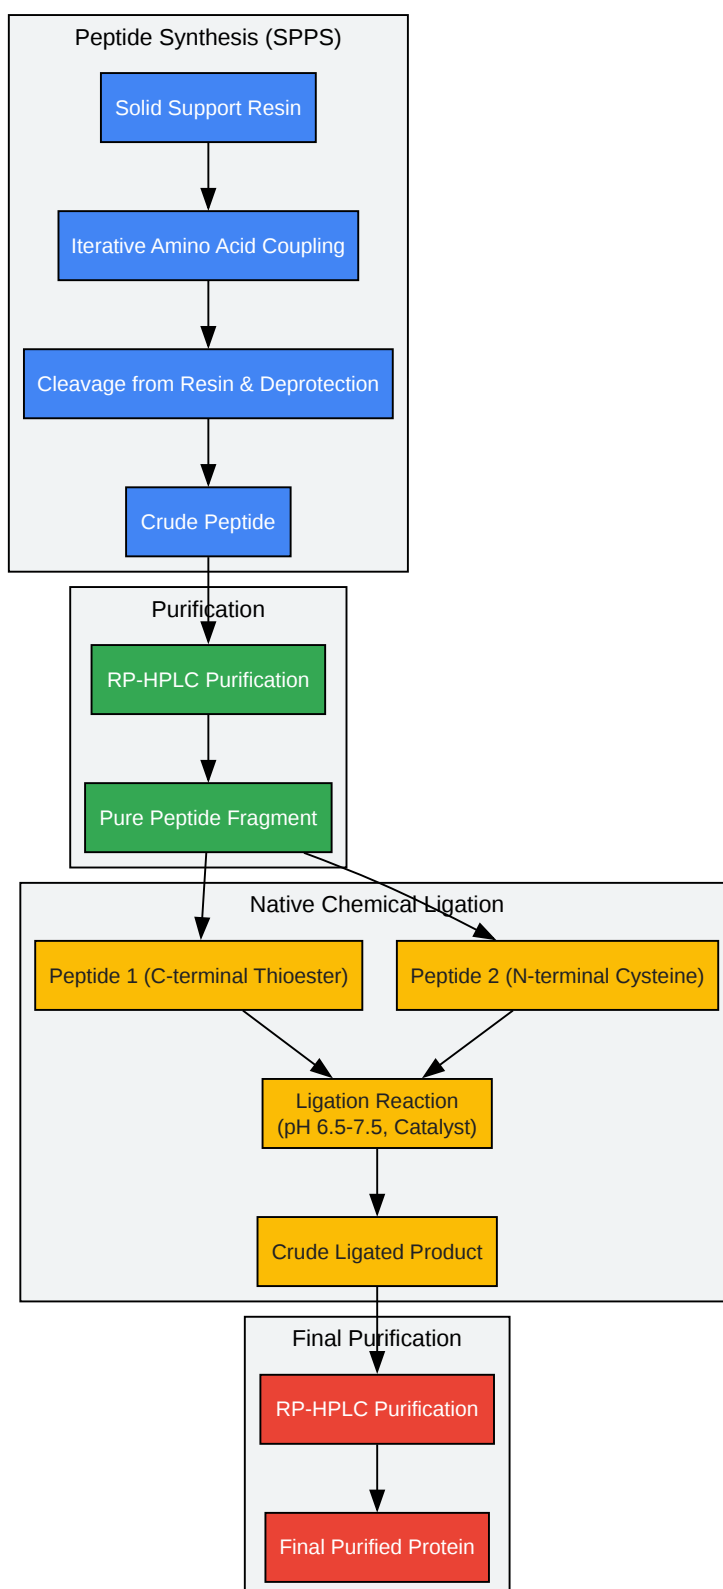 Peptide Synthesis (SPPS)
Solid Support Resin
Iterative Amino Acid Coupling
Cleavage from Resin & Deprotection
Crude Peptide
Purification
RP-HPLC Purification
Pure Peptide Fragment
Native Chemical Ligation
Peptide 1 (C-terminal Thioester)
Peptide 2 (N-terminal Cysteine)
Ligation Reaction
(pH 6.5-7.5, Catalyst)
Crude Ligated Product
Final Purification
RP-HPLC Purification
Final Purified Protein